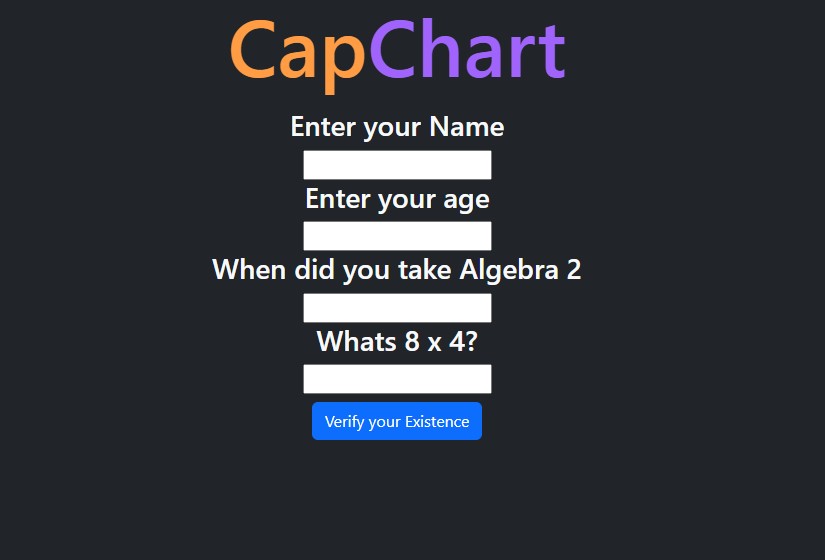 CapChart
Enter your Name
Enter your age
When did you take Algebra 2
Whats 8 x 4?
Verify your Existence